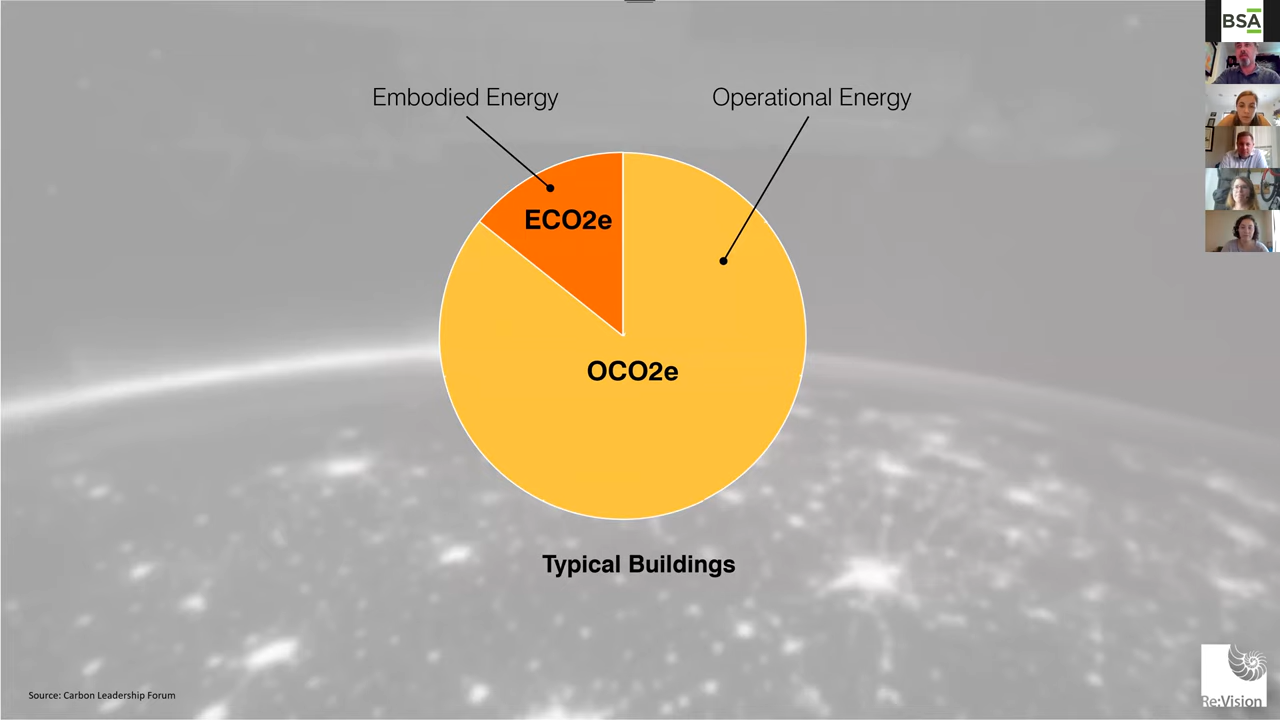 BSA
Embodied Energy
Operational Energy
ECO2e
OCO2e
Typical Buildings
Source: Carbon Leadership Forum
Re:Vision